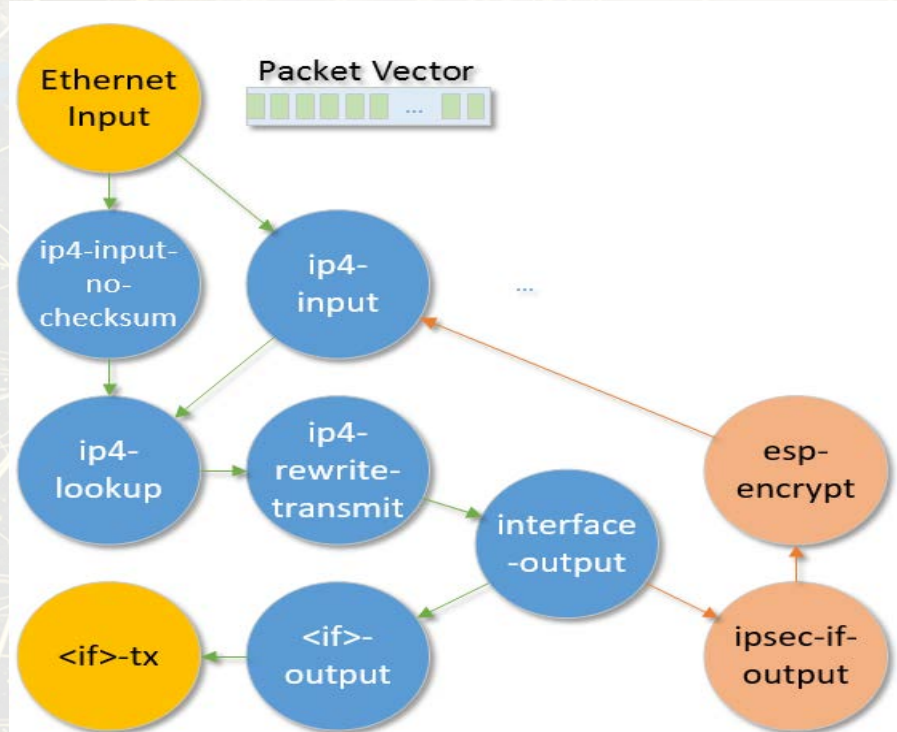 Ethernet
Input
Packet Vector
...
ip4-input-
no-
checksum
ip4-
input
...
ip4-
lookup
ip4-
rewrite-
transmit
interface
-output
esp-
encrypt
<if>-tx
<if>-
output
ipsec-if-
output